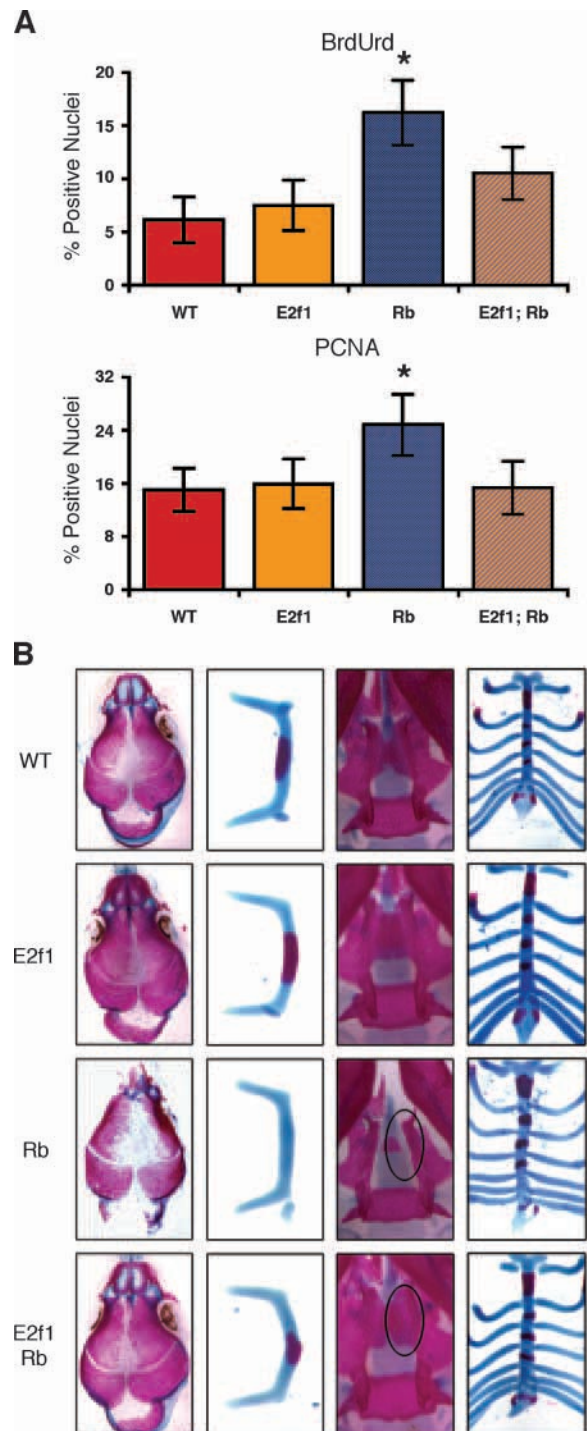 A
BrdUrd
*
% Positive Nuclei
20
15
10
5
0
WT
E2f1
Rb
E2f1; Rb
PCNA
*
% Positive Nuclei
32
24
16
8
0
WT
E2f1
Rb
E2f1; Rb
B
WT
E2f1
Rb
E2f1
Rb